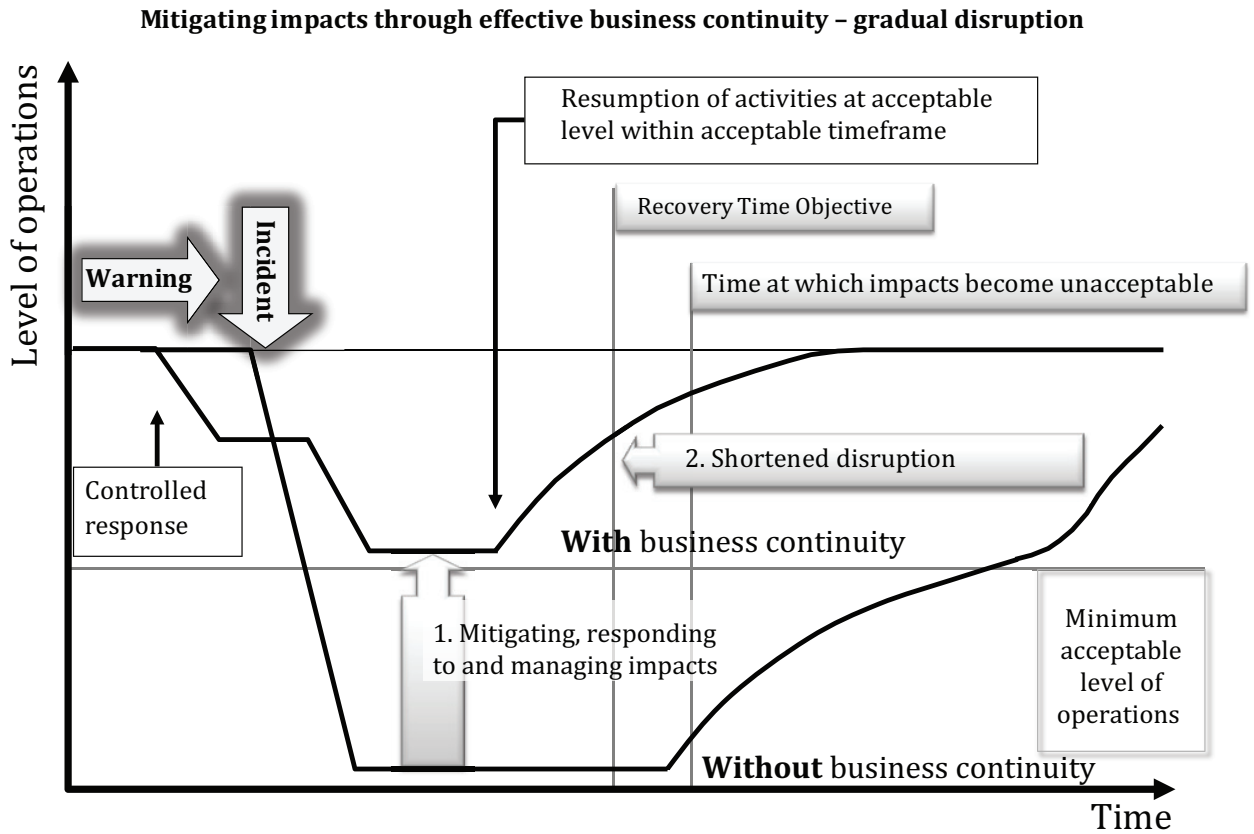 Mitigating impacts through effective business continuity – gradual disruption
Level of operations
Resumption of activities at acceptable
level within acceptable timeframe
Recovery Time Objective
Warning
Incident
Time at which impacts become unacceptable
Controlled
response
2. Shortened disruption
With business continuity
1. Mitigating, responding
to and managing impacts
Minimum
acceptable
level of
operations
Without business continuity
Time